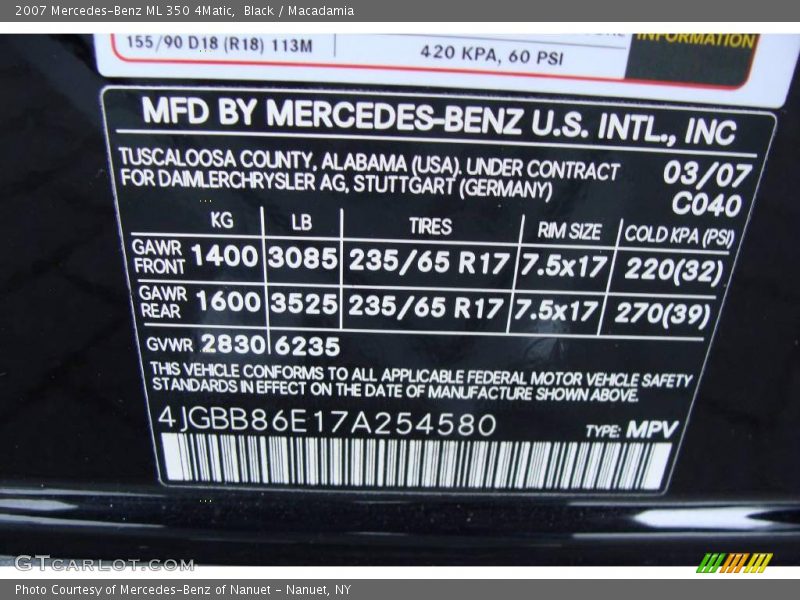 2007 Mercedes-Benz ML 350 4Matic, Black / Macadamia
INFORMATION
155/90 D18 (R18) 113M
420 KPA, 60 PSI
MFD BY MERCEDES-BENZ U.S. INTL., INC
TUSCALOOSA COUNTY, ALABAMA (USA). UNDER CONTRACT 03/07
FOR DAIMLERCHRYSLER AG, STUTTGART (GERMANY) C040
KG LB TIRES RIM SIZE COLD KPA (PSI)
GAWR FRONT 1400 3085 235/65 R17 7.5x17 220(32)
GAWR REAR 1600 3525 235/65 R17 7.5x17 270(39)
GVWR 2830 6235
THIS VEHICLE CONFORMS TO ALL APPLICABLE FEDERAL MOTOR VEHICLE SAFETY
STANDARDS IN EFFECT ON THE DATE OF MANUFACTURE SHOWN ABOVE.
4JGBB86E17A254580 TYPE: MPV
GTCARLOT.COM
Photo Courtesy of Mercedes-Benz of Nanuet - Nanuet, NY